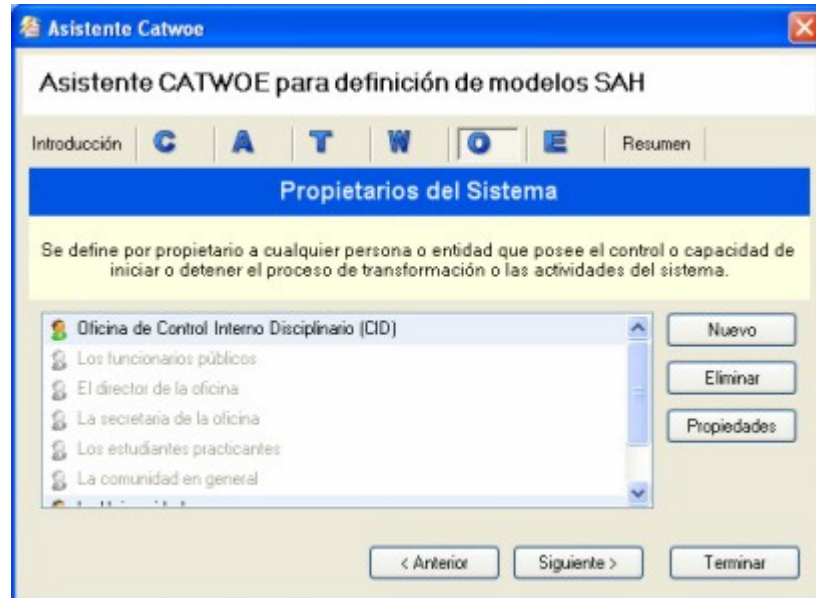 Asistente Catwoe
Asistente CATWOE para definición de modelos SAH
Introducción C A T W O E Resumen
Propietarios del Sistema
Se define por propietario a cualquier persona o entidad que posee el control o capacidad de
iniciar o detener el proceso de transformación o las actividades del sistema.
Oficina de Control Interno Disciplinario (CID)
Nuevo
Los funcionarios públicos
El director de la oficina
Eliminar
La secretaria de la oficina
Propiedades
Los estudiantes practicantes
La comunidad en general
< Anterior Siguiente > Terminar